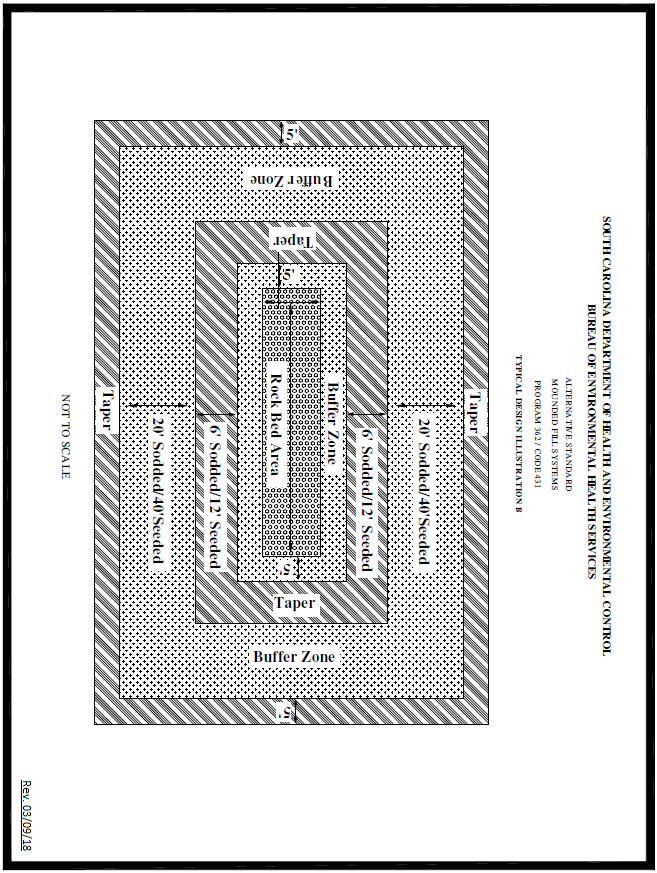 SOUTH CAROLINA DEPARTMENT OF HEALTH AND ENVIRONMENTAL CONTROL
BUREAU OF ENVIRONMENTAL HEALTH SERVICES
ALTERNATIVE STANDARD
MOUNDED FILL SYSTEMS
PROGRAM 362 / CODE 431
TYPICAL DESIGN ILLUSTRATION B
Taper
20' Sodded/40'Seeded
6' Sodded/12' Seeded
Buffer Zone
5'
Buffer Zone
Taper
5'
Rock Bed Area
5'
Taper
Buffer Zone
5'
6' Sodded/12' Seeded
20' Sodded/40'Seeded
Taper
NOT TO SCALE
Rev. 03/09/18